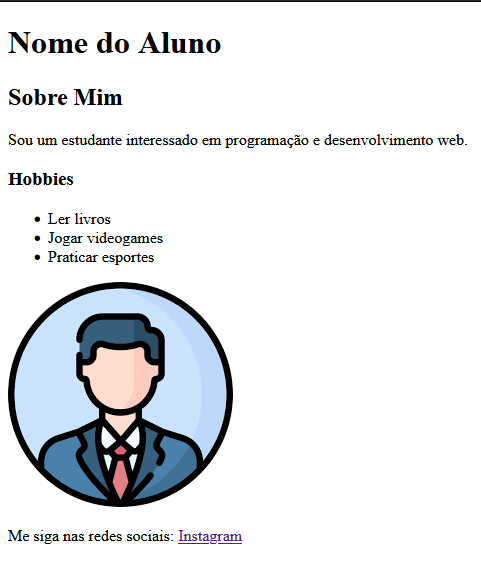 Nome do Aluno
Sobre Mim
Sou um estudante interessado em programação e desenvolvimento web.
Hobbies
• Ler livros
• Jogar videogames
• Praticar esportes
Me siga nas redes sociais: Instagram